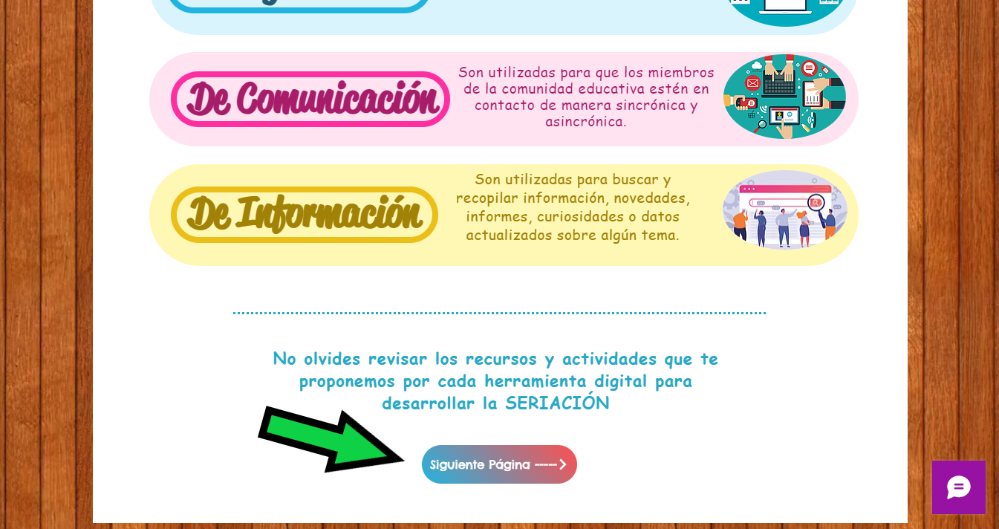 De Comunicación
Son utilizadas para que los miembros
de la comunidad educativa estén en
contacto de manera sincrónica y
asincrónica.
De Información
Son utilizadas para buscar y
recopilar información, novedades,
informes, curiosidades o datos
actualizados sobre algún tema.
No olvides revisar los recursos y actividades que te
proponemos por cada herramienta digital para
desarrollar la SERIACIÓN
Siguiente Página -----